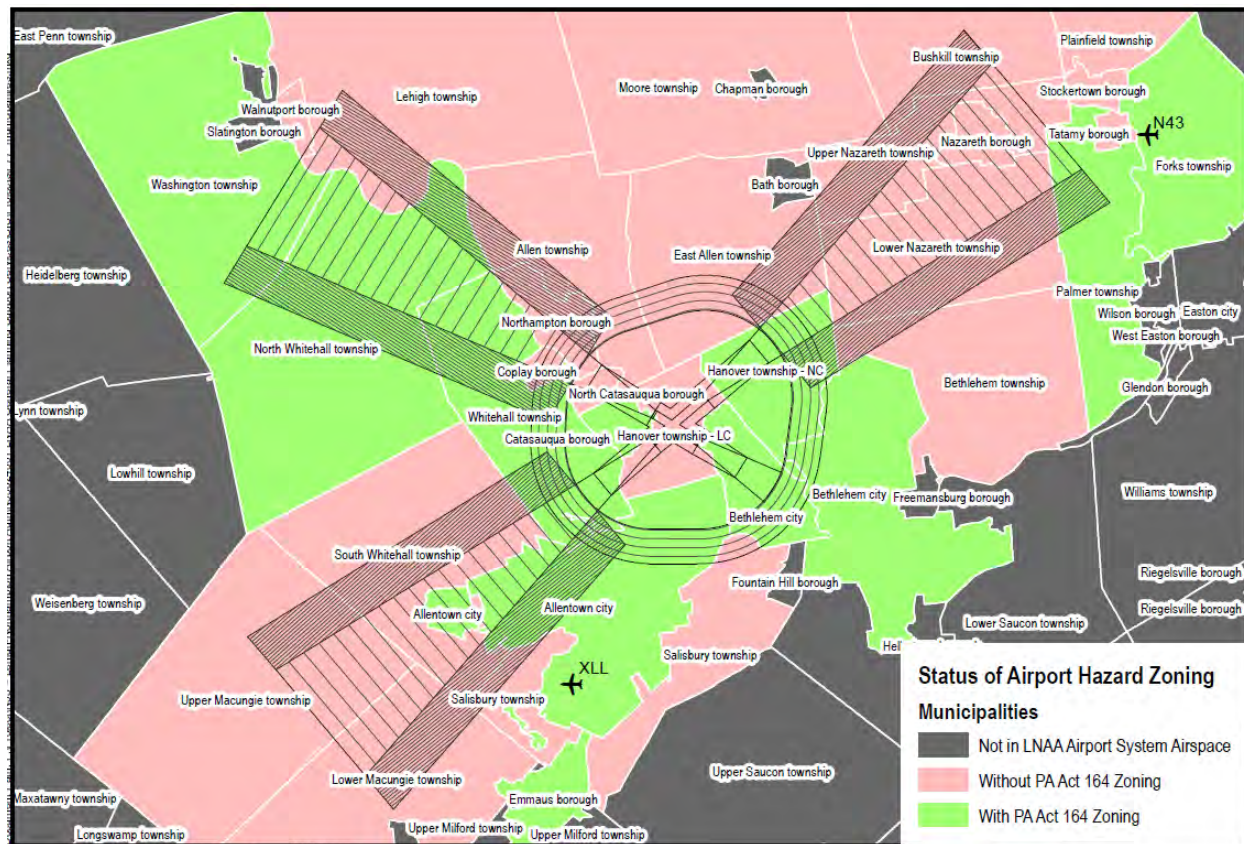 East Penn township
Plainfield township
Bushkill township
Lehigh township
Moore township
Chapman borough
Stockertown borough
Walnutport borough
Slatington borough
N43
Tatamy borough
Nazareth borough
Upper Nazareth township
Forks township
Washington township
Bath borough
Allen township
East Allen township
Lower Nazareth township
Heidelberg township
Palmer township
Wilson borough
Easton city
Northampton borough
West Easton borough
North Whitehall township
Coplay borough
Hanover township - NC
Bethlehem township
Glendon borough
North Catasauqua borough
Lynn township
Whitehall township
Catasauqua borough
Hanover township - LC
Lowhill township
Williams township
Bethlehem city
Freemansburg borough
Bethlehem city
South Whitehall township
Fountain Hill borough
Riegelsville borough
Weisenberg township
Allentown city
Allentown city
Riegelsville borough
Lower Saucon township
Salisbury township
XLL
Upper Macungie township
Salisbury township
Lower Macungie township
Upper Saucon township
Maxatawny township
Emmaus borough
Longswamp township
Upper Milford township
Upper Milford township
Status of Airport Hazard Zoning
Municipalities
Not in LNAA Airport System Airspace
Without PA Act 164 Zoning
With PA Act 164 Zoning